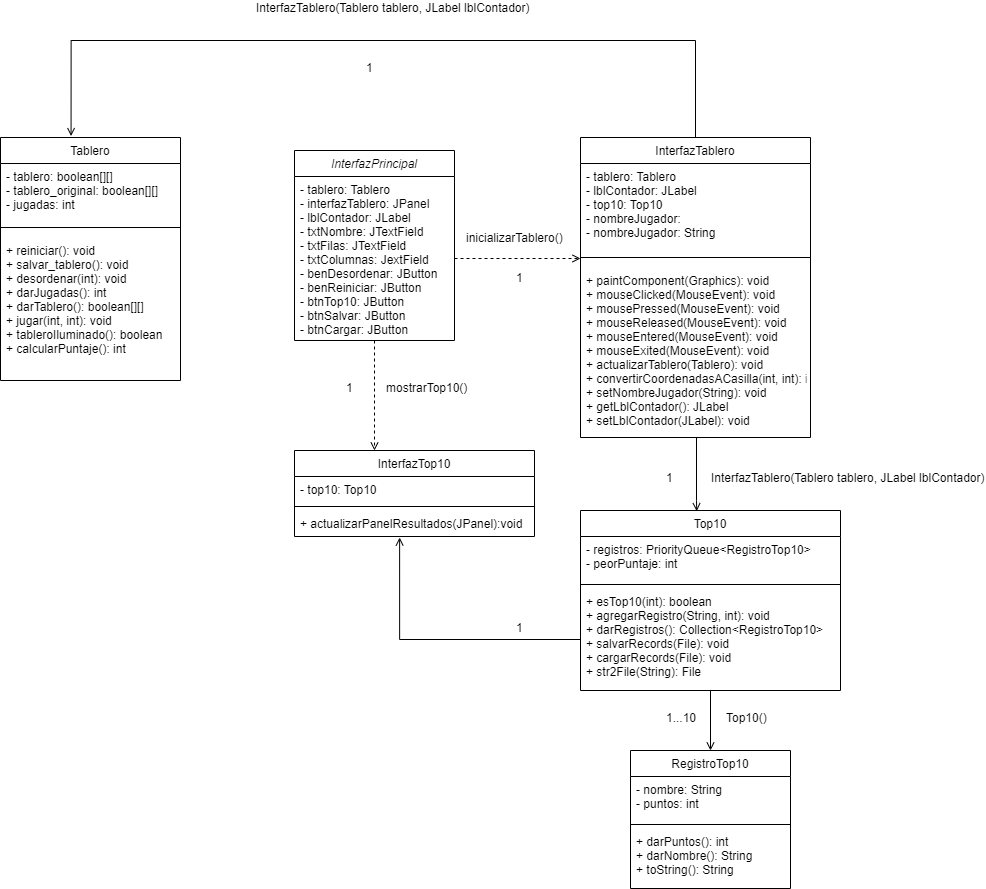 InterfazTablero(Tablero tablero, JLabel lblContador)
1
Tablero
- tablero: boolean[][]
- tablero_original: boolean[][]
- jugadas: int
+ reiniciar(): void
+ salvar_tablero(): void
+ desordenar(int): void
+ darJugadas(): int
+ darTablero(): boolean[][]
+ jugar(int, int): void
+ tableroIluminado(): boolean
+ calcularPuntaje(): int
InterfazPrincipal
- tablero: Tablero
- interfazTablero: JPanel
- lblContador: JLabel
- txtNombre: JTextField
- txtFilas: JTextField
- txtColumnas: JextField
- benDesordenar: JButton
- benReiniciar: JButton
- btnTop10: JButton
- btnSalvar: JButton
- btnCargar: JButton
inicializarTablero()
1
InterfazTablero
- tablero: Tablero
- lblContador: JLabel
- top10: Top10
- nombreJugador:
- nombreJugador: String
+ paintComponent(Graphics): void
+ mouseClicked(MouseEvent): void
+ mousePressed(MouseEvent): void
+ mouseReleased(MouseEvent): void
+ mouseEntered(MouseEvent): void
+ mouseExited(MouseEvent): void
+ actualizarTablero(Tablero): void
+ convertirCoordenadasACasilla(int, int): i
+ setNombreJugador(String): void
+ getLblContador(): JLabel
+ setLblContador(JLabel): void
1
mostrarTop10()
InterfazTop10
- top10: Top10
+ actualizarPanelResultados(JPanel):void
1
InterfazTablero(Tablero tablero, JLabel lblContador)
Top10
- registros: PriorityQueue<RegistroTop10>
- peorPuntaje: int
+ esTop10(int): boolean
+ agregarRegistro(String, int): void
+ darRegistros(): Collection<RegistroTop10>
+ salvarRecords(File): void
+ cargarRecords(File): void
+ str2File(String): File
1
1...10
Top10()
RegistroTop10
- nombre: String
- puntos: int
+ darPuntos(): int
+ darNombre(): String
+ toString(): String